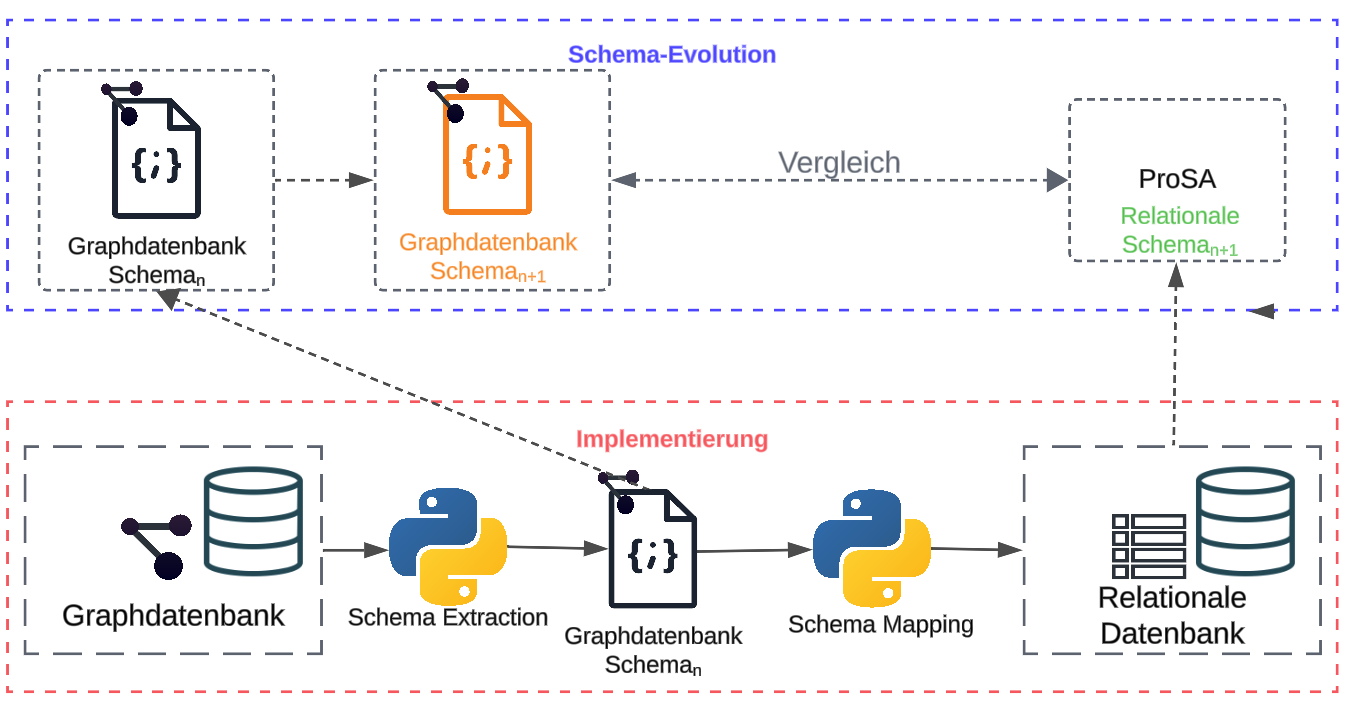 Schema-Evolution
{;}
{;}
Vergleich
ProSA
Relationale
Graphdatenbank
Schemaₙ
Graphdatenbank
Schemaₙ₊₁
Schemaₙ₊₁
Implementierung
{;}
Graphdatenbank
Schema Extraction
Graphdatenbank
Schemaₙ
Schema Mapping
Relationale
Datenbank